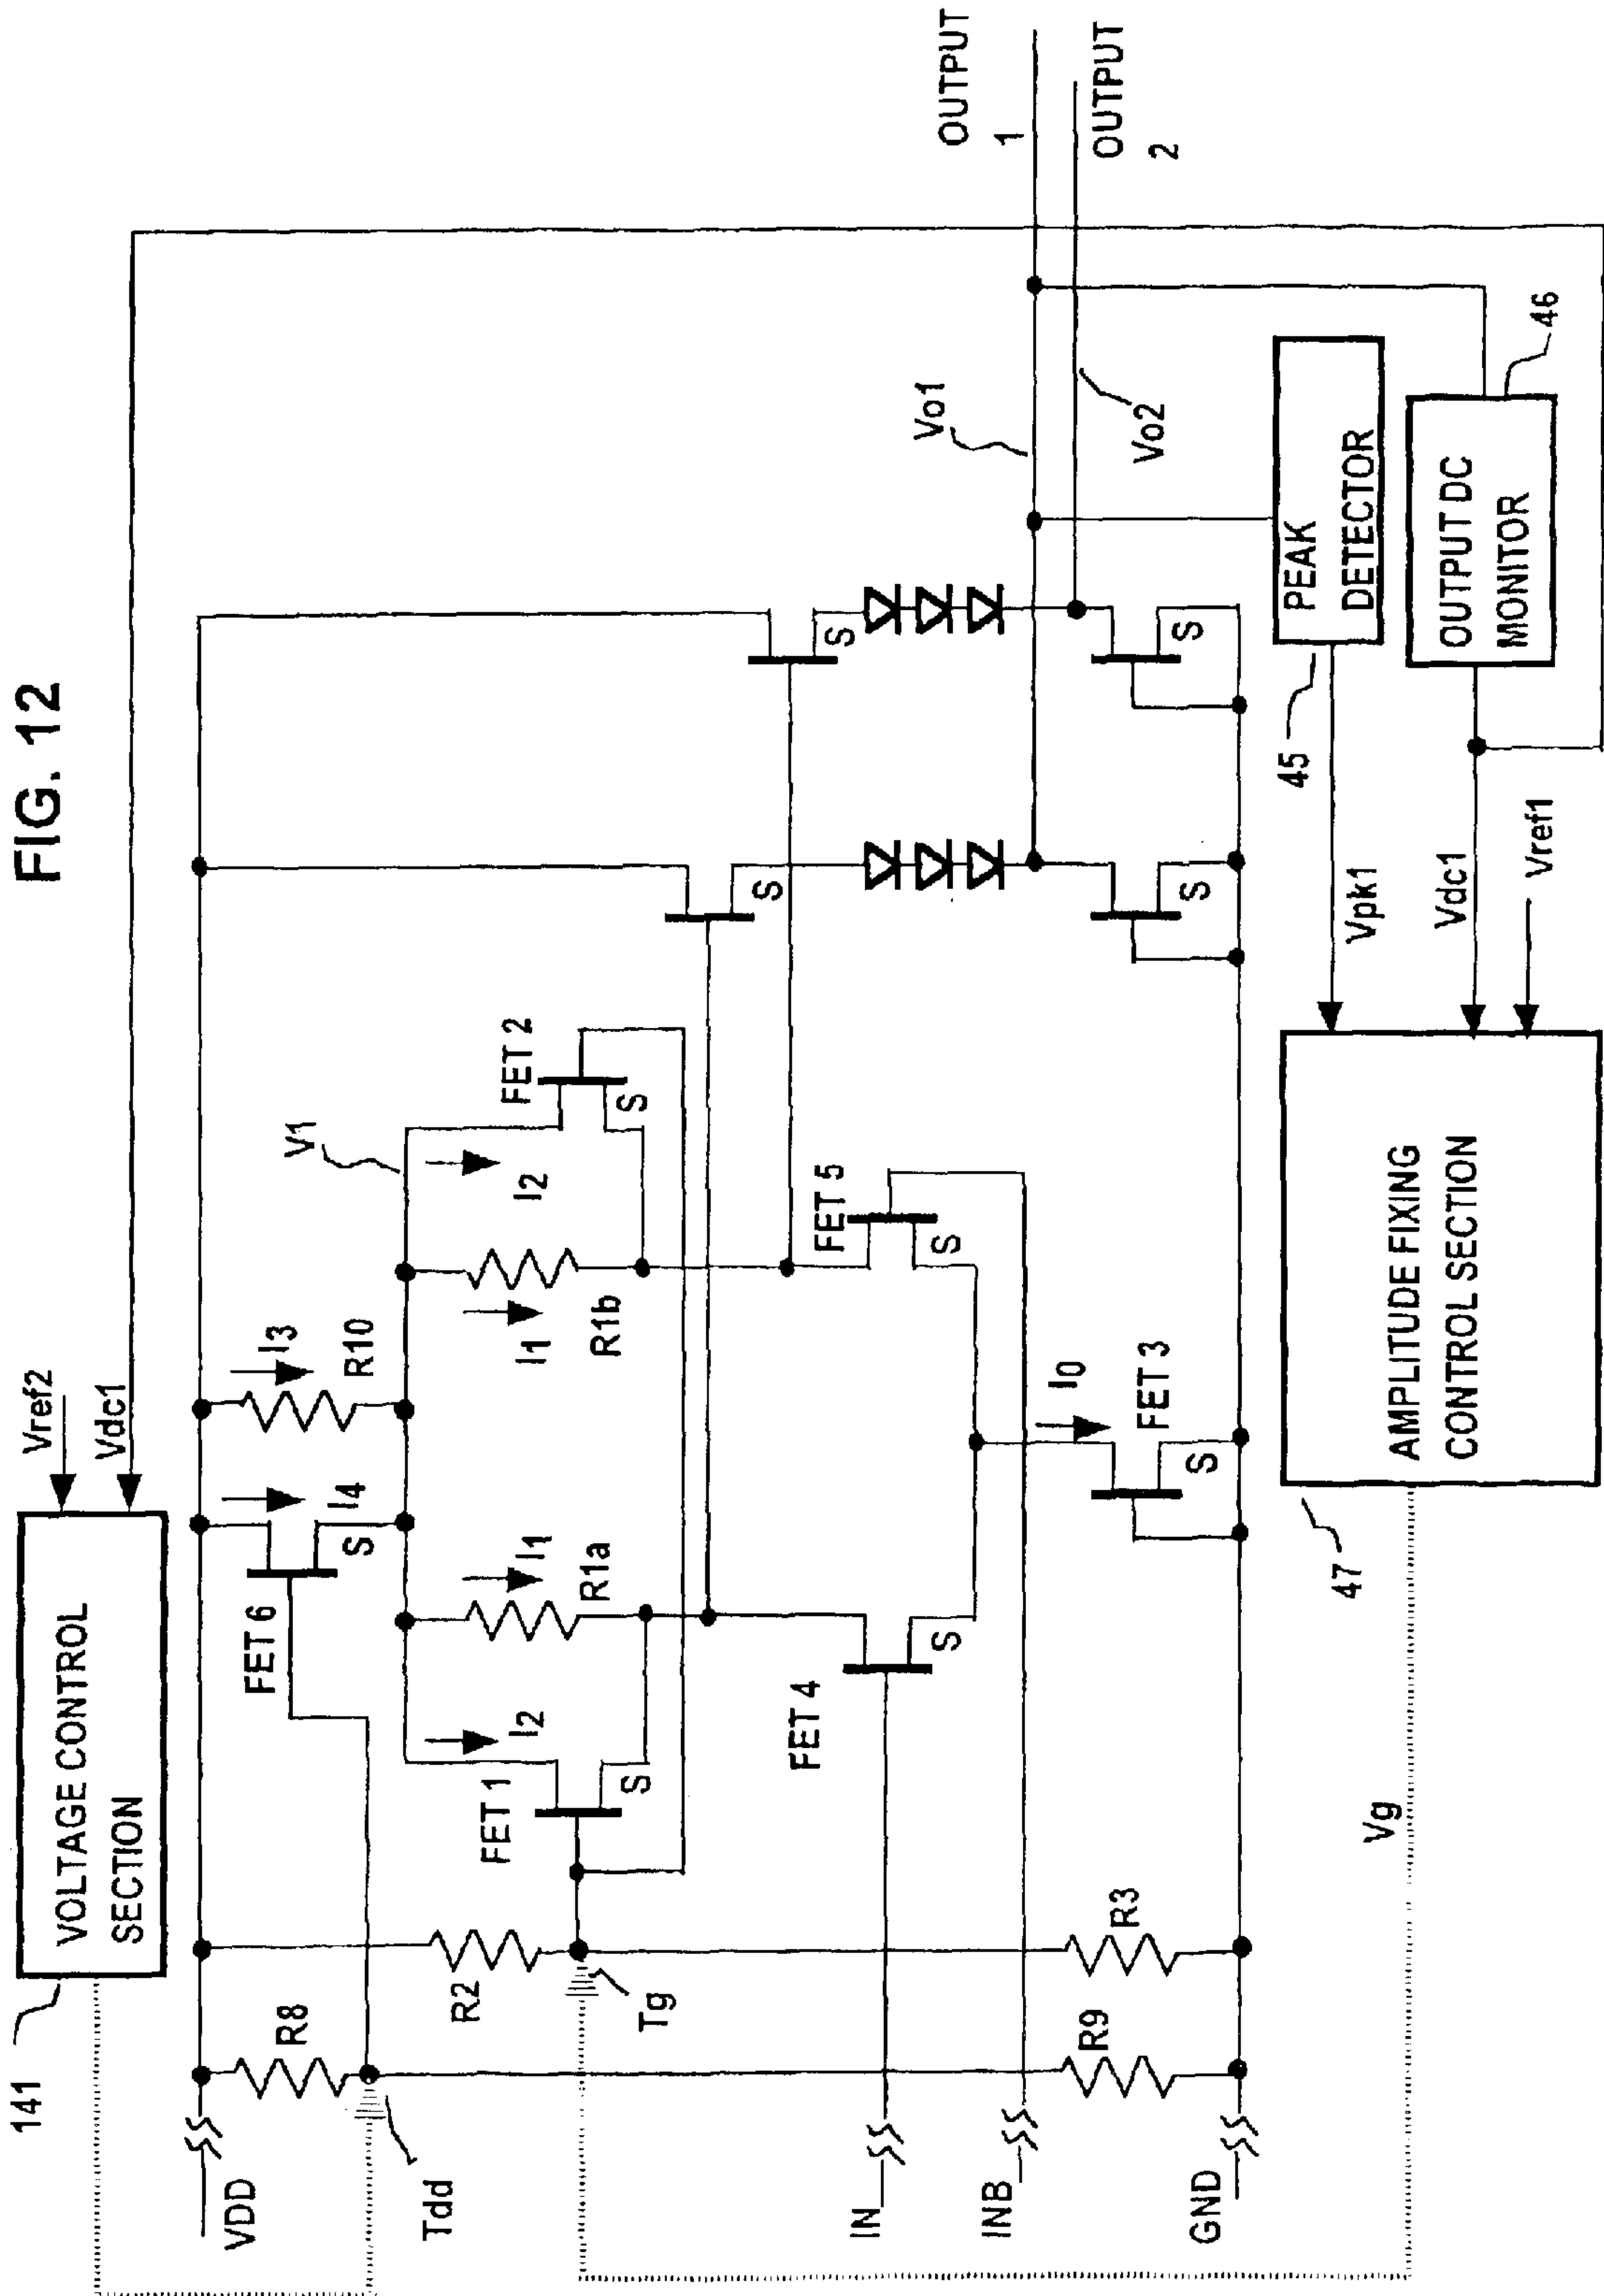 FIG. 12
141
VOLTAGE CONTROL
SECTION
Vref2
Vdc1
VDD
R8
Tdd
R2
Tg
FET 6
S
I4
I3
R10
V1
FET 1
S
I2
I1
R1a
I1
R1b
I2
FET 2
S
FET 4
S
FET 5
S
I0
FET 3
S
R9
R3
IN
INB
GND
S
S
S
S
Vo1
Vo2
OUTPUT
1
OUTPUT
2
PEAK
DETECTOR
45
OUTPUT DC
MONITOR
46
Vpk1
Vdc1
Vref1
AMPLITUDE FIXING
CONTROL SECTION
47
Vg